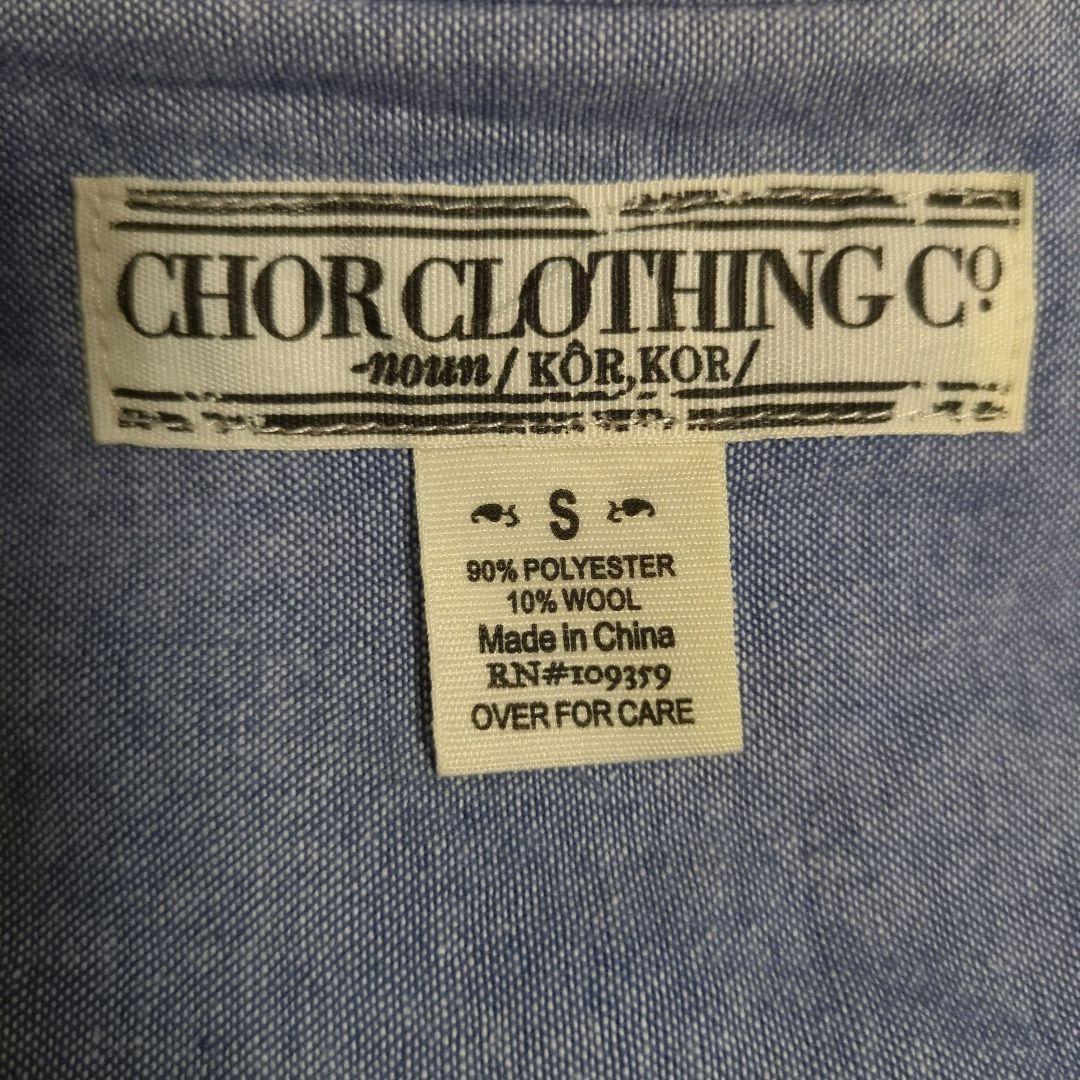 CHOR CLOTHING Cº.
-noun / KÔR, KOR/
S
90% POLYESTER
10% WOOL
Made in China
RN#109359
OVER FOR CARE